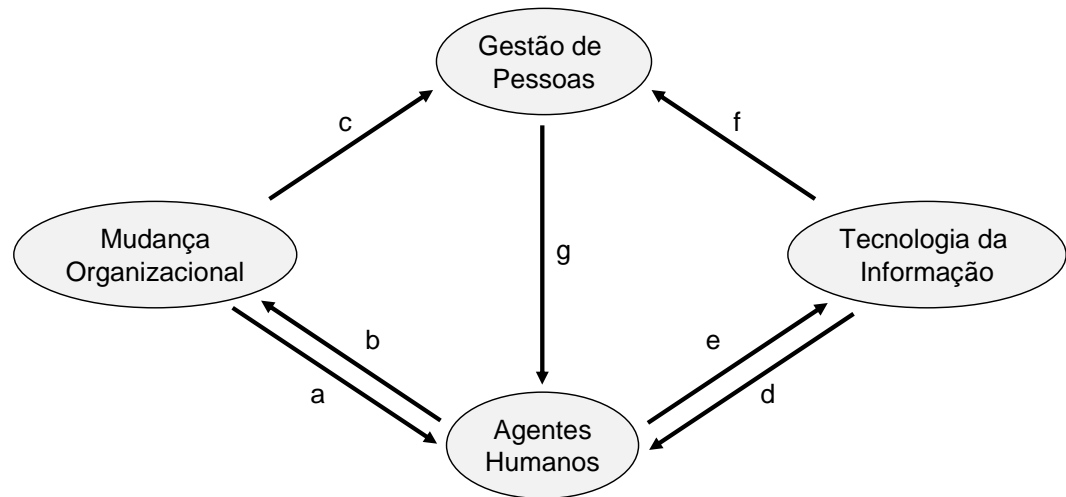 Gestão de
Pessoas
c
f
Mudança
Organizacional
g
Tecnologia da
Informação
b
e
a
d
Agentes
Humanos